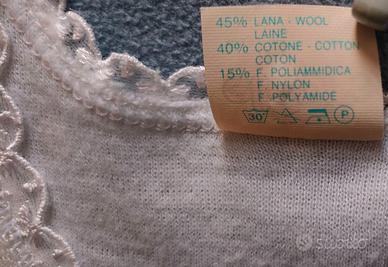 45% LANA - WOOL
LAINE
40% COTONE - COTTON
COTON
15% F. POLIAMMIDICA
F. NYLON
F. POLYAMIDE
30° P
subito